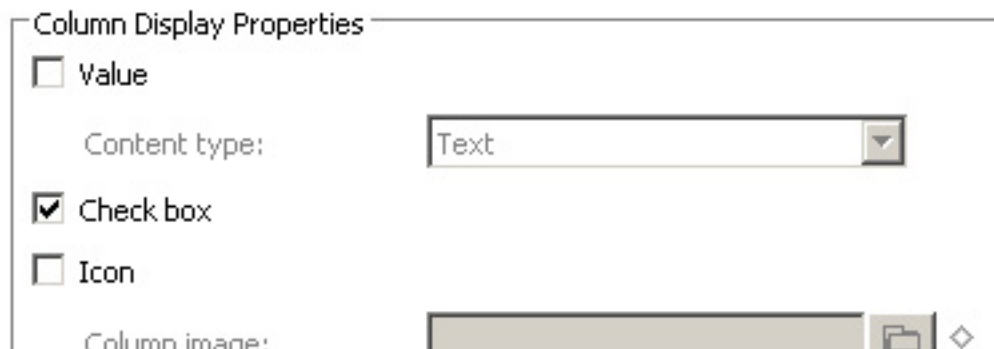 Column Display Properties
Value
Content type: Text
Check box
Icon
Column image: